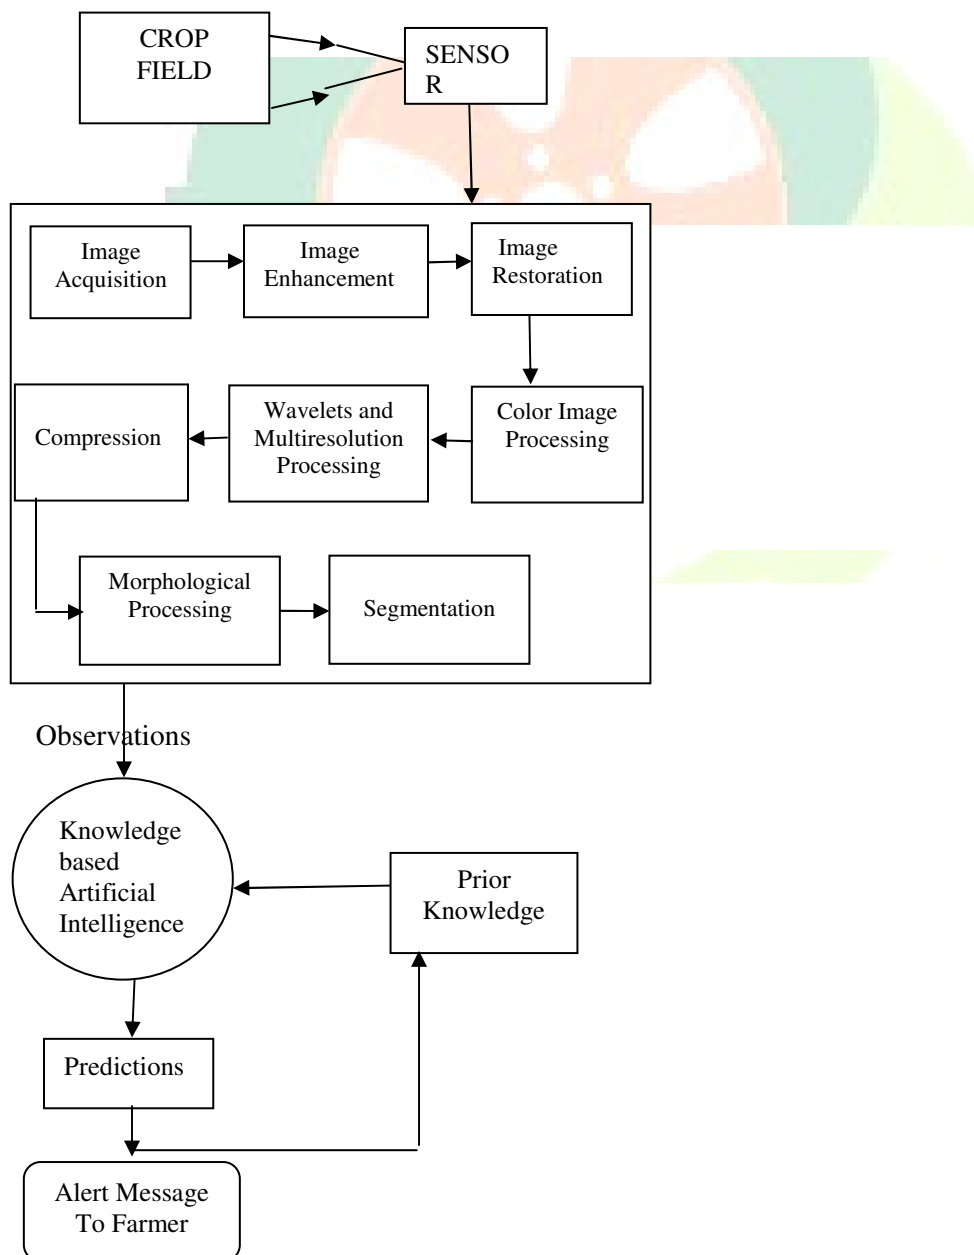 CROP
FIELD
SENSO
R
Image
Acquisition
Image
Enhancement
Image
Restoration
Compression
Wavelets and
Multiresolution
Processing
Color Image
Processing
Morphological
Processing
Segmentation
Observations
Knowledge
based
Artificial
Intelligence
Prior
Knowledge
Predictions
Alert Message
To Farmer